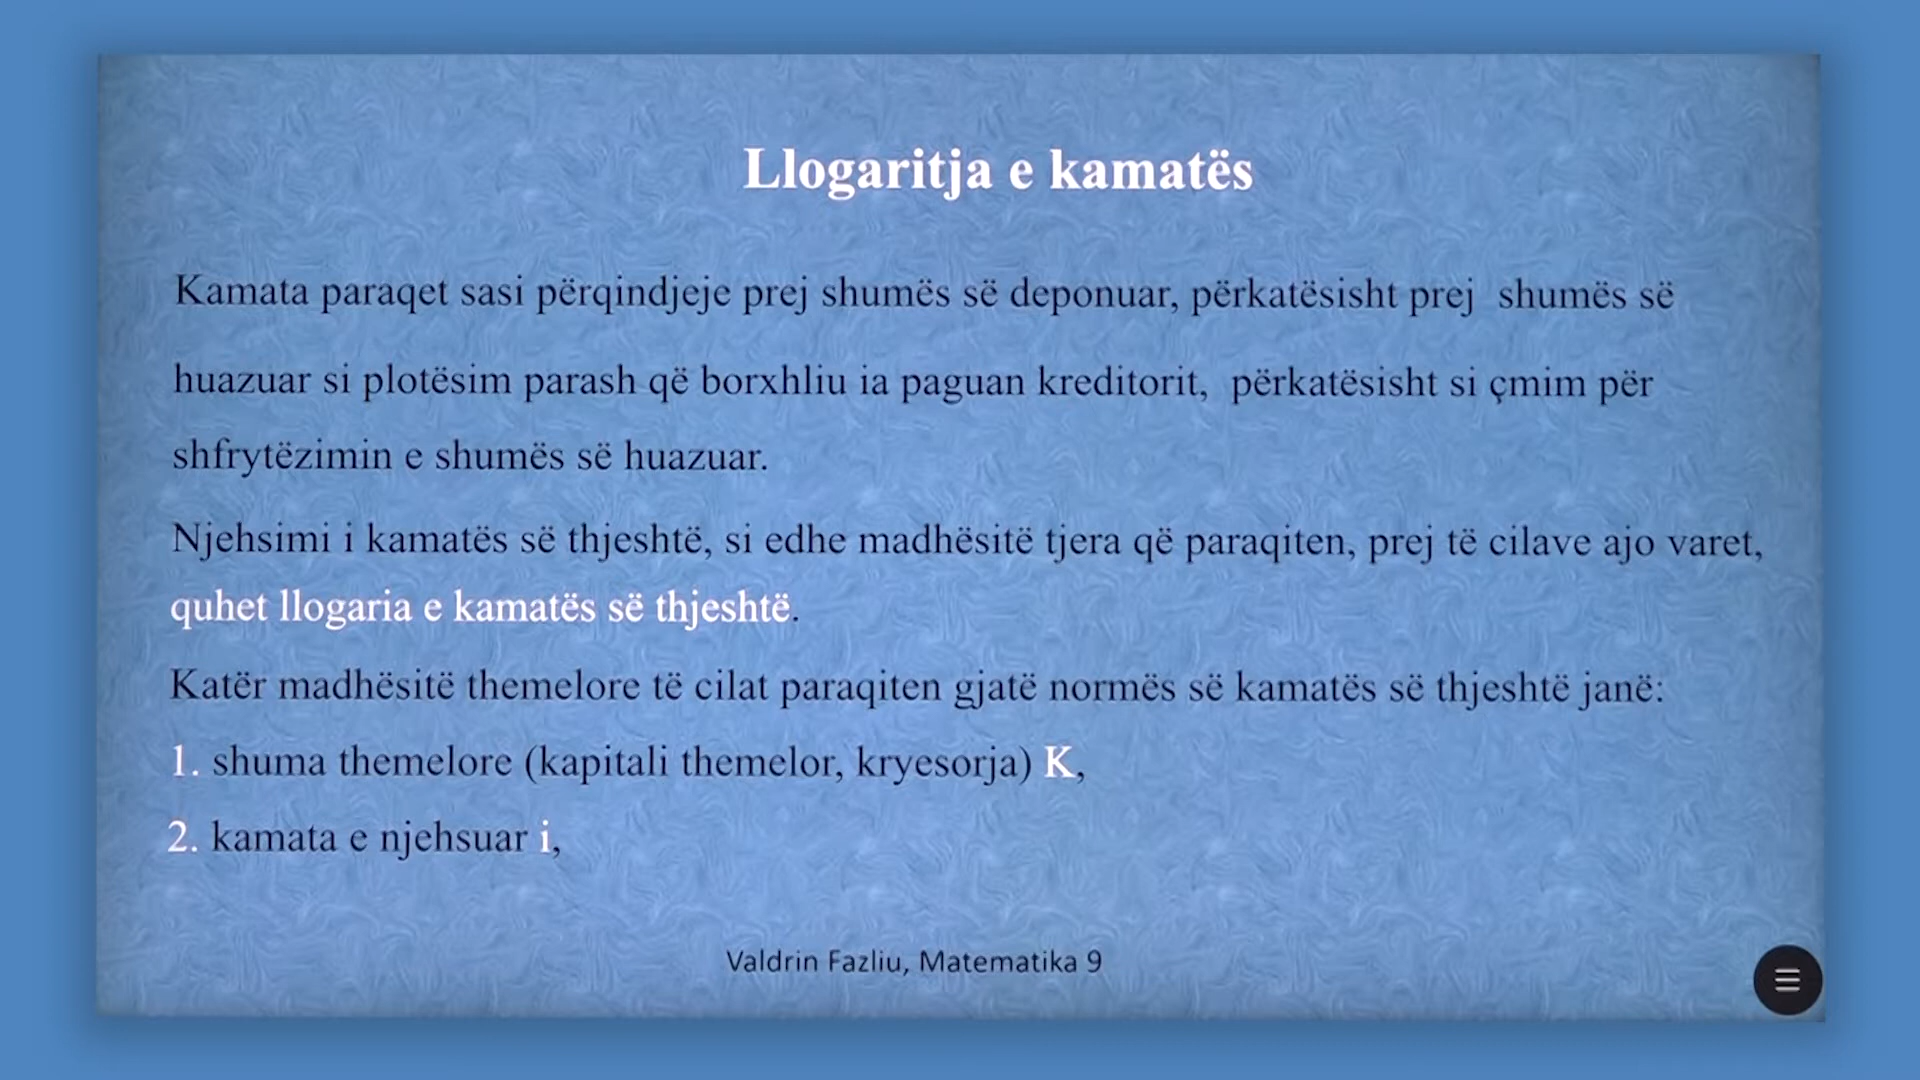 Llogaritja e kamatës
Kamata paraqet sasi përqindjeje prej shumës së deponuar, përkatësisht prej shumës së
huazuar si plotësim parash që borxhliu ia paguan kreditorit, përkatësisht si çmim për
shfrytëzimin e shumës së huazuar.
Njehsimi i kamatës së thjeshtë, si edhe madhësitë tjera që paraqiten, prej të cilave ajo varet,
quhet llogaria e kamatës së thjeshtë.
Katër madhësitë themelore të cilat paraqiten gjatë normës së kamatës së thjeshtë janë:
1. shuma themelore (kapitali themelor, kryesorja) K,
2. kamata e njehsuar i,
Valdrin Fazliu, Matematika 9